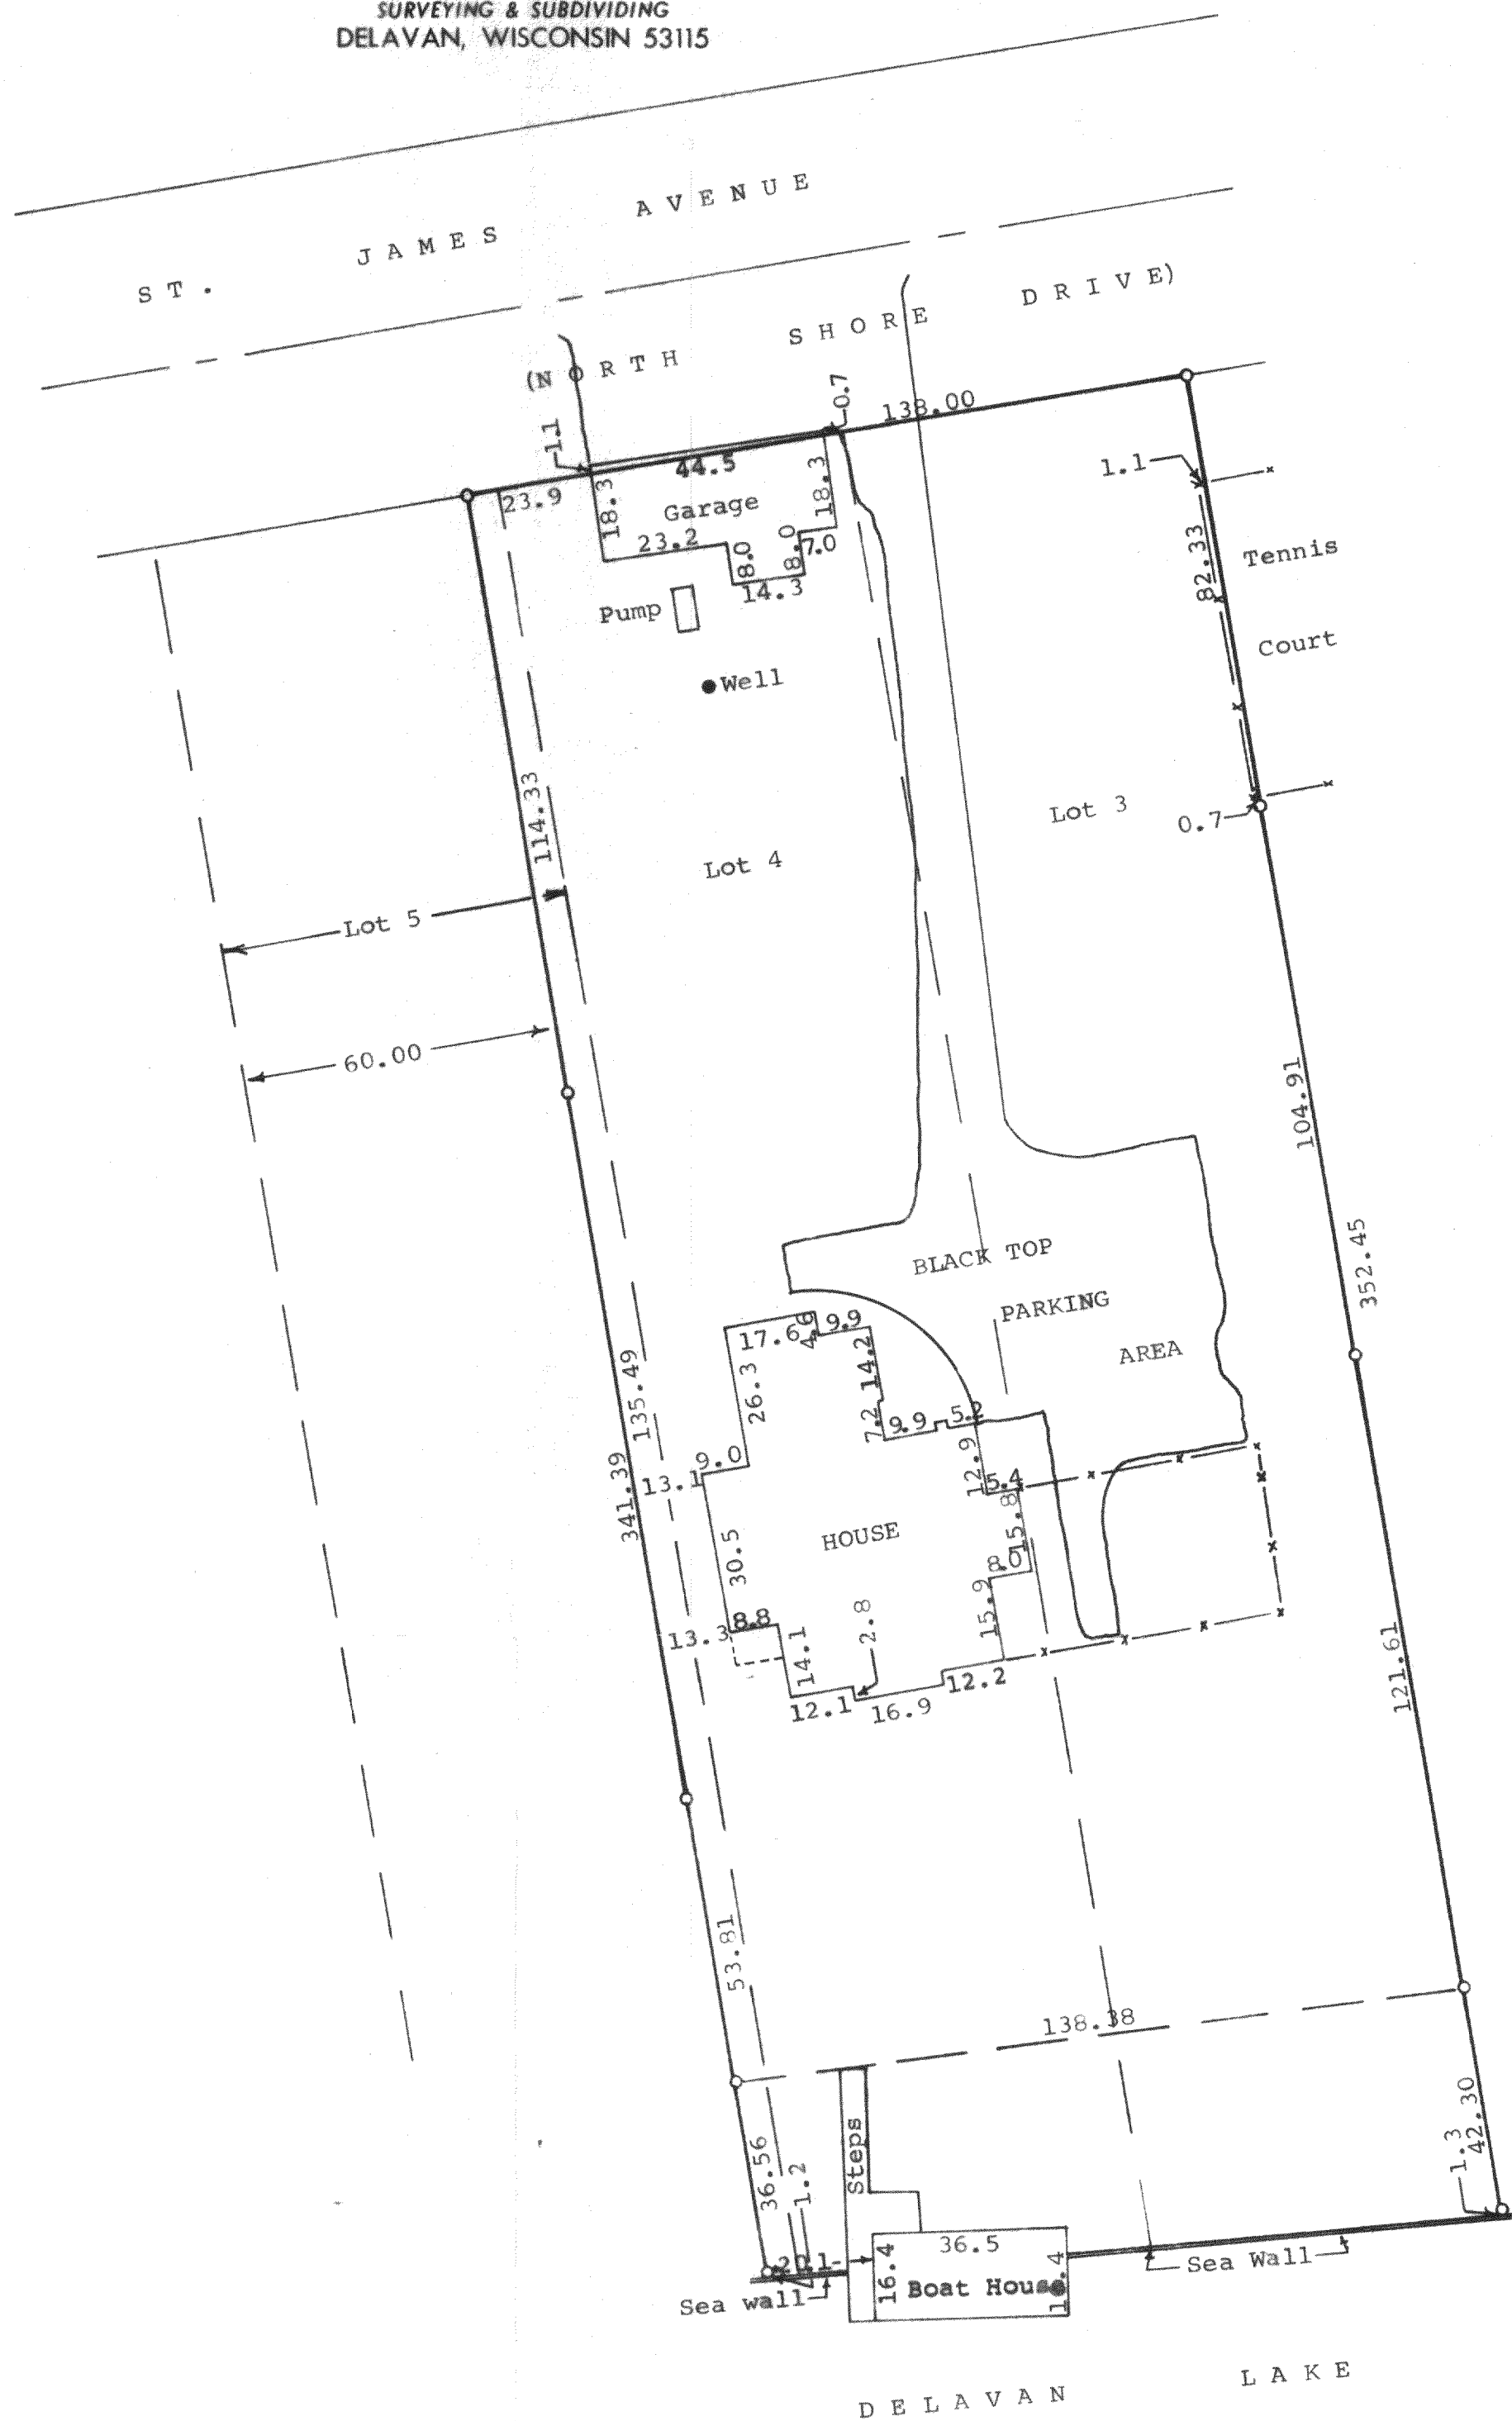 SURVEYING & SUBDIVIDING
DELAVAN, WISCONSIN 53115
ST. JAMES AVENUE
(NORTH SHORE DRIVE)
138.00
0.7
1.1
44.5
23.9
18.3
Garage
18.3
23.2
8.0
8.0
7.0
14.3
Pump
Well
1.1
82.33
Tennis
Court
0.7
Lot 3
114.33
Lot 4
Lot 5
60.00
104.91
352.45
BLACK TOP
PARKING
AREA
17.6
4.6
9.9
14.2
26.3
7.2
9.9
5.2
135.49
341.39
9.0
13.1
12.9
5.4
15.8
HOUSE
30.5
8.0
15.9
2.8
13.3
8.8
14.1
12.1
16.9
12.2
121.61
53.81
138.38
42.30
1.3
Steps
36.56
1.2
36.5
16.4
Boat House
Sea wall
Sea Wall
DELAVAN LAKE